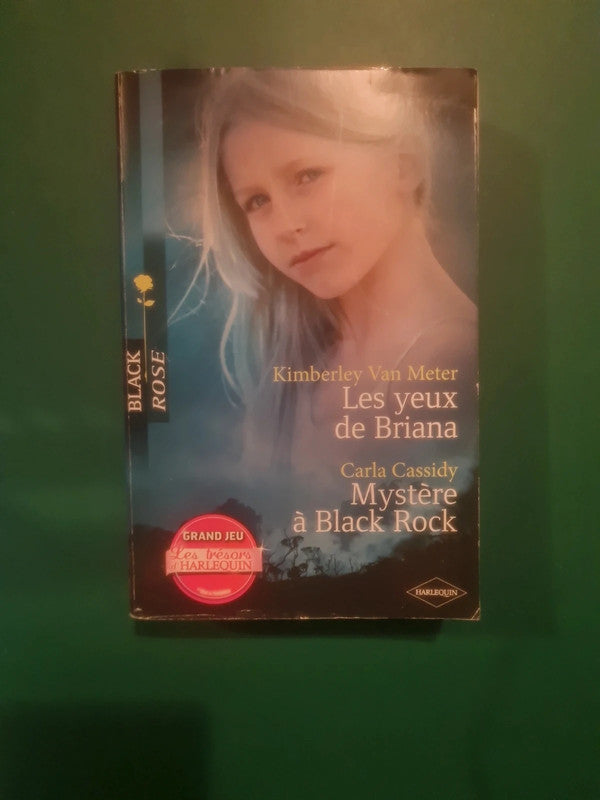 Kimberley Van Meter
Les yeux
de Briana
Carla Cassidy
Mystère
à Black Rock
BLACK
ROSE
GRAND JEU
Les trésors
d'HARLEQUIN
HARLEQUIN